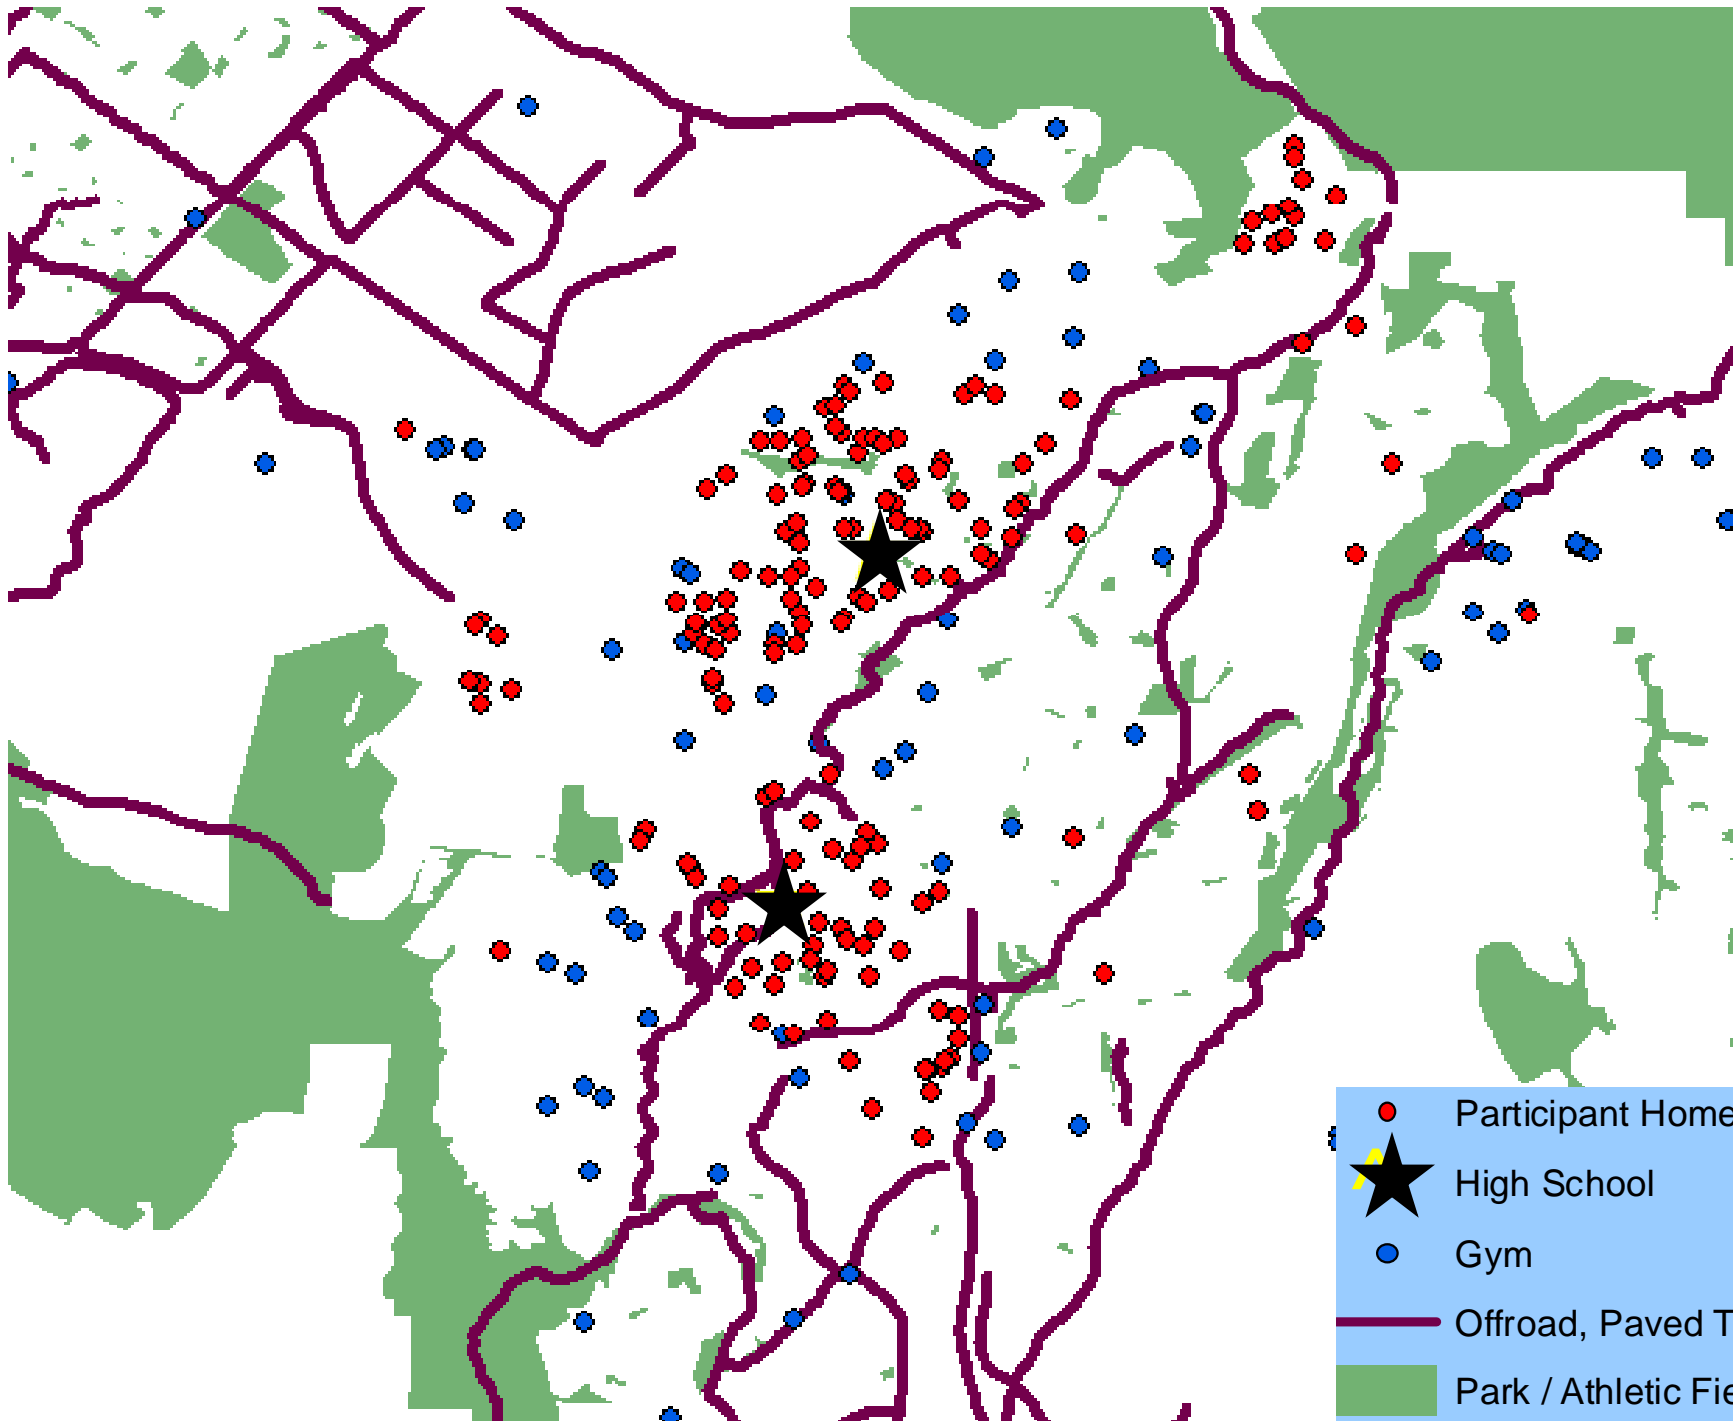 Participant Home
High School
Gym
Offroad, Paved T
Park / Athletic Fie